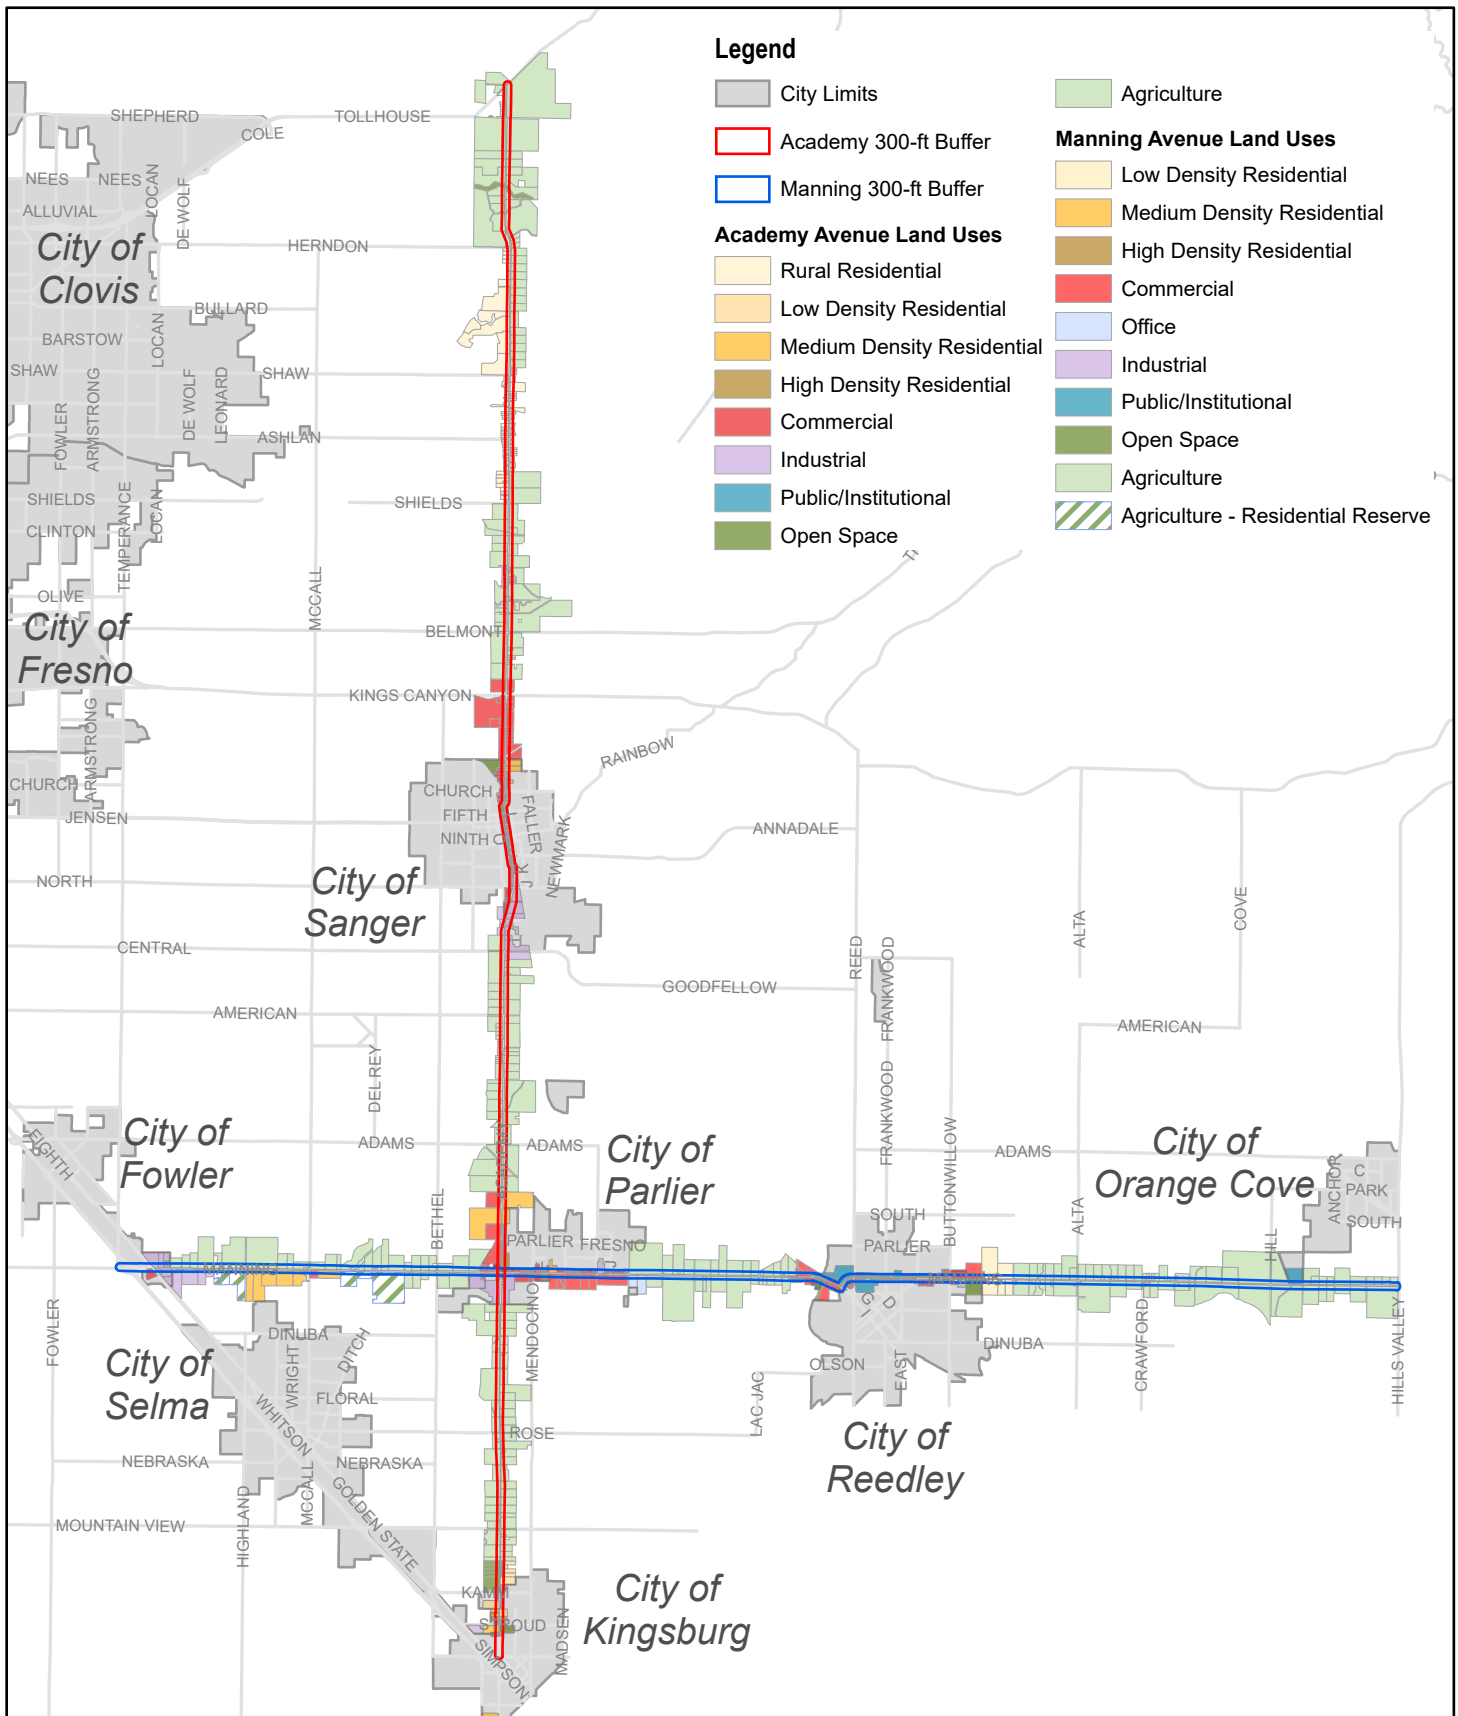 Legend
City Limits
Academy 300-ft Buffer
Manning 300-ft Buffer
Academy Avenue Land Uses
Rural Residential
Low Density Residential
Medium Density Residential
High Density Residential
Commercial
Industrial
Public/Institutional
Open Space
Agriculture
Manning Avenue Land Uses
Low Density Residential
Medium Density Residential
High Density Residential
Commercial
Office
Industrial
Public/Institutional
Open Space
Agriculture
Agriculture - Residential Reserve
SHEPHERD
COLE
TOLLHOUSE
NEES
NEES
LOCAN
DE WOLF
ALLUVIAL
City of
Clovis
HERNDON
BULLARD
BARSTOW
LOCAN
SHAW
SHAW
FOWLER
ARMSTRONG
DE WOLF
LEONARD
ASHLAN
SHIELDS
SHIELDS
CLINTON
TEMPERANCE
LOCAN
OLIVE
MCCALL
City of
Fresno
BELMONT
KINGS CANYON
ARMSTRONG
RAINBOW
CHURCH
CHURCH
JENSEN
FIFTH
NINTH
O
FALLER
K
J
NEWMARK
ANNADALE
NORTH
City of
Sanger
CENTRAL
GOODFELLOW
REED
FRANKWOOD
ALTA
COVE
AMERICAN
AMERICAN
DEL REY
FRANKWOOD
BUTTONWILLOW
City of
Fowler
EIGHTH
ADAMS
ADAMS
ADAMS
City of
Parlier
City of
Orange Cove
ANCHOR
C
PARK
SOUTH
SOUTH
BETHEL
PARLIER
FRESNO
J
PARLIER
ALTA
HILL
MANNING
MANNING
FOWLER
G
D
DINUBA
DINUBA
DITCH
WRIGHT
MENDOCINO
OLSON
EAST
CRAWFORD
HILLS VALLEY
City of
Selma
FLORAL
WHITSON
LAC JAC
ROSE
City of
Reedley
NEBRASKA
NEBRASKA
MCCALL
HIGHLAND
GOLDEN STATE
MOUNTAIN VIEW
KAMM
City of
Kingsburg
STROUD
MADSEN
SIMPSON